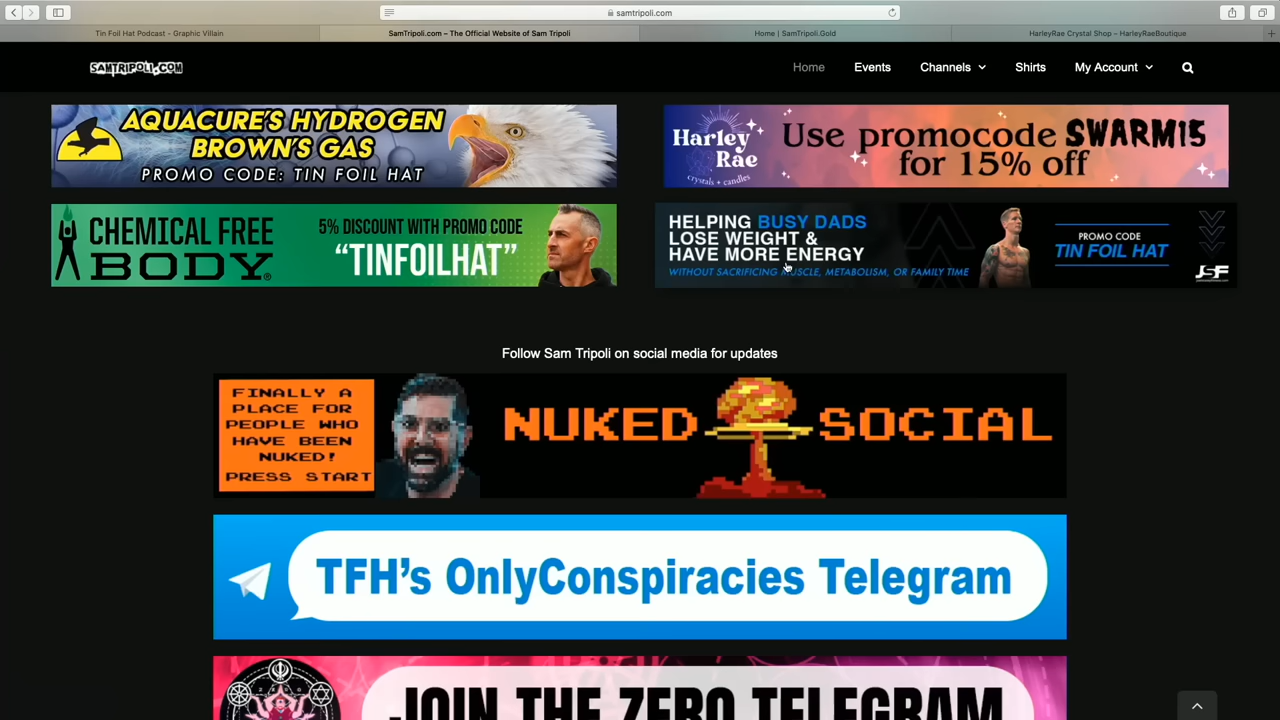 samtripoli.com
Tin Foil Hat Podcast - Graphic Villain
SamTripoli.com – The Official Website of Sam Tripoli
Home | SamTripoli.Gold
HarleyRae Crystal Shop – HarleyRaeBoutique
SAMTRIPOLI.COM
Home
Events
Channels
Shirts
My Account
AQUACURE'S HYDROGEN
BROWN'S GAS
PROMO CODE: TIN FOIL HAT
Harley
Rae
crystals + candles
Use promocode SWARM15
for 15% off
CHEMICAL FREE
BODY®
5% DISCOUNT WITH PROMO CODE
“TINFOILHAT”
HELPING BUSY DADS
LOSE WEIGHT &
HAVE MORE ENERGY
WITHOUT SACRIFICING MUSCLE, METABOLISM, OR FAMILY TIME
PROMO CODE
TIN FOIL HAT
JSF
Follow Sam Tripoli on social media for updates
FINALLY A
PLACE FOR
PEOPLE WHO
HAVE BEEN
NUKED!
PRESS START
NUKED SOCIAL
TFH's OnlyConspiracies Telegram
JOIN THE ZERO TELEGRAM